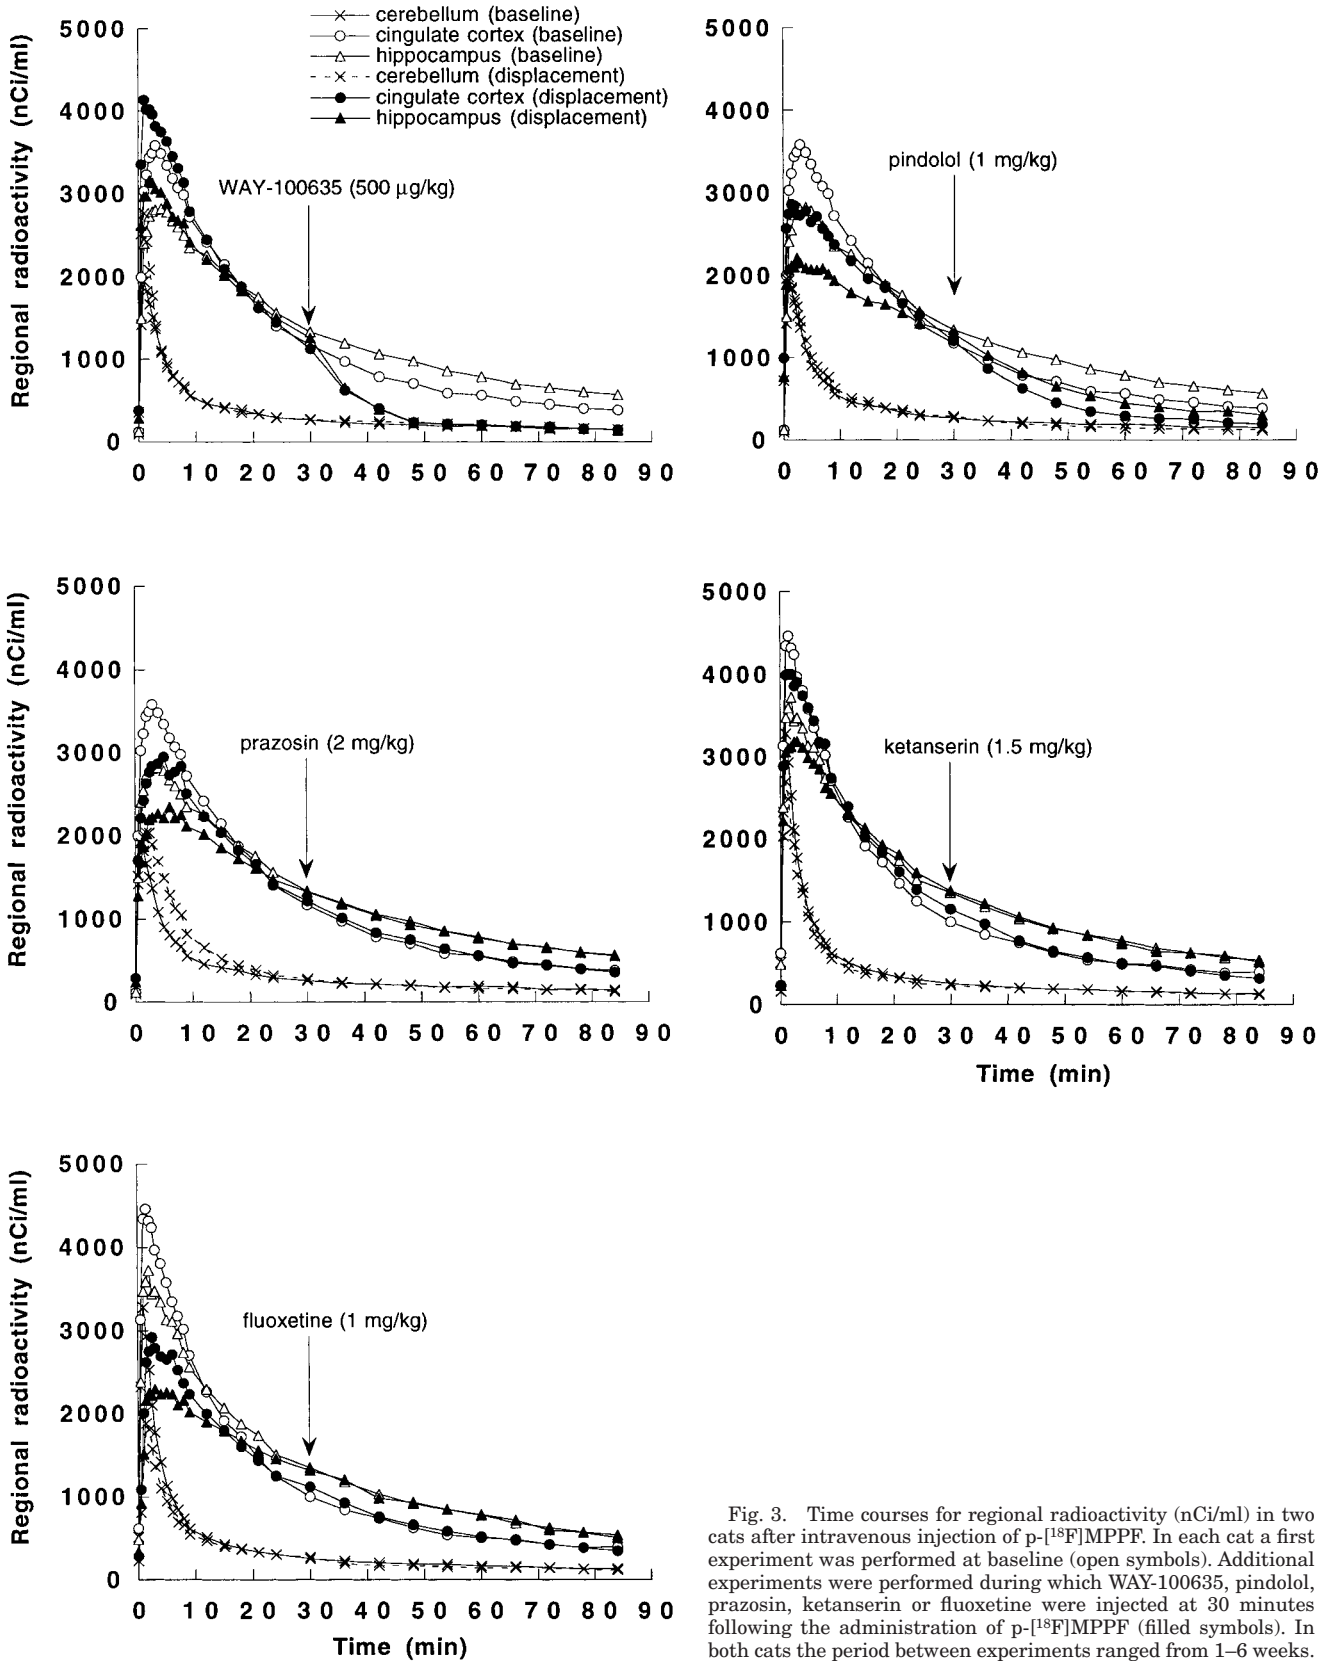 cerebellum (baseline)
cingulate cortex (baseline)
hippocampus (baseline)
cerebellum (displacement)
cingulate cortex (displacement)
hippocampus (displacement)
Regional radioactivity (nCi/ml)
5000
4000
3000
2000
1000
0
WAY-100635 (500 μg/kg)
0 10 20 30 40 50 60 70 80 90
5000
4000
3000
2000
1000
0
pindolol (1 mg/kg)
0 10 20 30 40 50 60 70 80 90
Regional radioactivity (nCi/ml)
5000
4000
3000
2000
1000
0
prazosin (2 mg/kg)
0 10 20 30 40 50 60 70 80 90
5000
4000
3000
2000
1000
0
ketanserin (1.5 mg/kg)
0 10 20 30 40 50 60 70 80 90
Time (min)
Regional radioactivity (nCi/ml)
5000
4000
3000
2000
1000
0
fluoxetine (1 mg/kg)
0 10 20 30 40 50 60 70 80 90
Time (min)
Fig. 3. Time courses for regional radioactivity (nCi/ml) in two
cats after intravenous injection of p-[¹⁸F]MPPF. In each cat a first
experiment was performed at baseline (open symbols). Additional
experiments were performed during which WAY-100635, pindolol,
prazosin, ketanserin or fluoxetine were injected at 30 minutes
following the administration of p-[¹⁸F]MPPF (filled symbols). In
both cats the period between experiments ranged from 1–6 weeks.